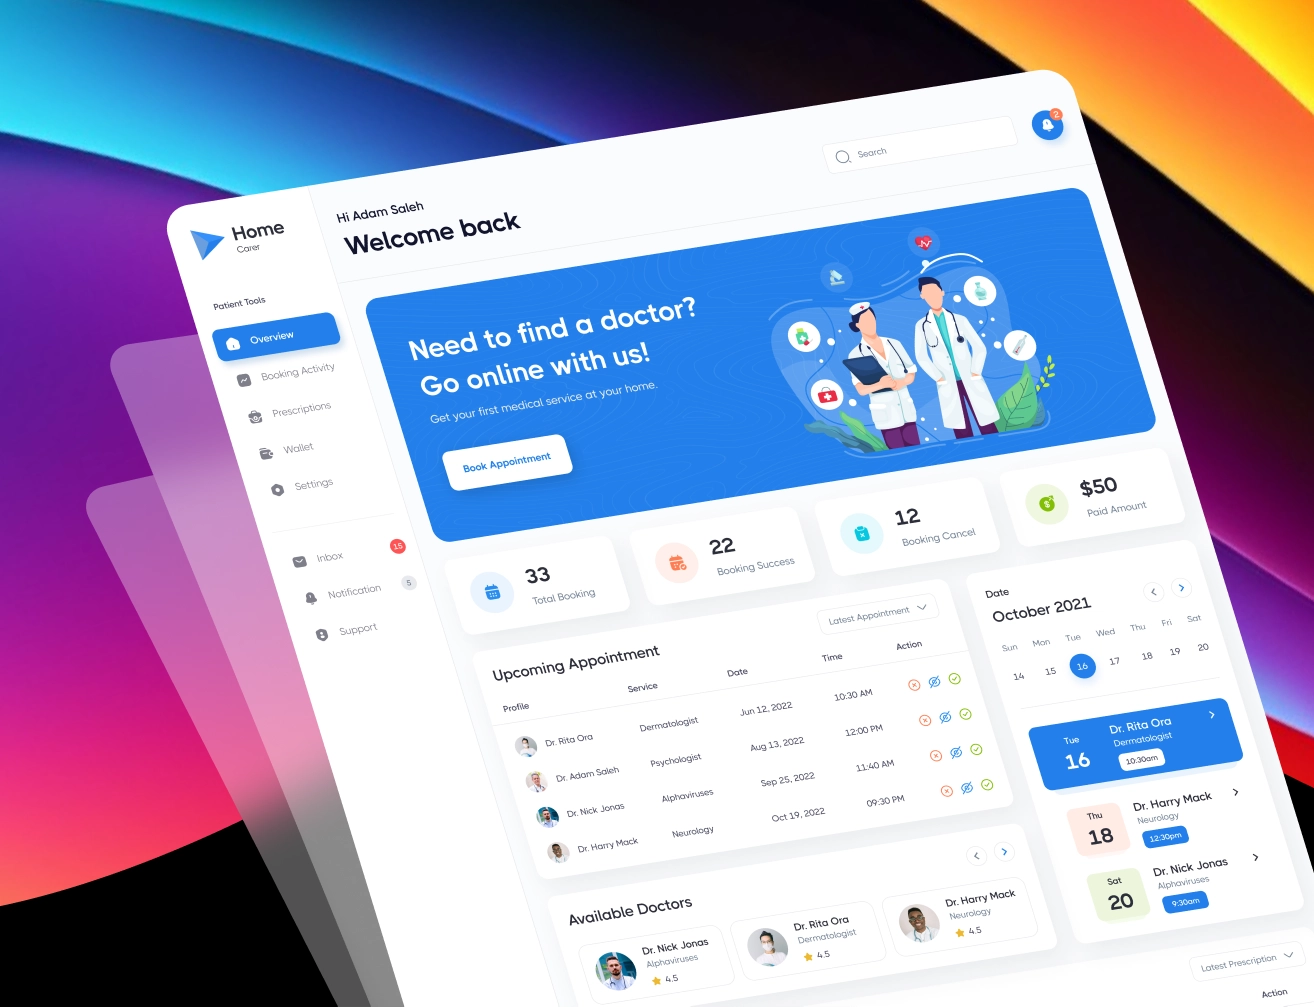 Home
Carer
Hi Adam Saleh
Welcome back
Search
2
Patient Tools
Overview
Booking Activity
Prescriptions
Wallet
Settings
Inbox 15
Notification 5
Support
Need to find a doctor?
Go online with us!
Get your first medical service at your home.
Book Appointment
33
Total Booking
22
Booking Success
12
Booking Cancel
$50
Paid Amount
Upcoming Appointment
Latest Appointment
Profile Service Date Time Action
Dr. Rita Ora Dermatologist Jun 12, 2022 10:30 AM
Dr. Adam Saleh Psychologist Aug 13, 2022 12:00 PM
Dr. Nick Jonas Alphaviruses Sep 25, 2022 11:40 AM
Dr. Harry Mack Neurology Oct 19, 2022 09:30 PM
Available Doctors
Dr. Nick Jonas
Alphaviruses
4.5
Dr. Rita Ora
Dermatologist
4.5
Dr. Harry Mack
Neurology
4.5
Date
October 2021
Sun Mon Tue Wed Thu Fri Sat
14 15 16 17 18 19 20
Tue
16
Dr. Rita Ora
Dermatologist
10:30am
Thu
18
Dr. Harry Mack
Neurology
12:30pm
Sat
20
Dr. Nick Jonas
Alphaviruses
9:30am
Latest Prescription
Action